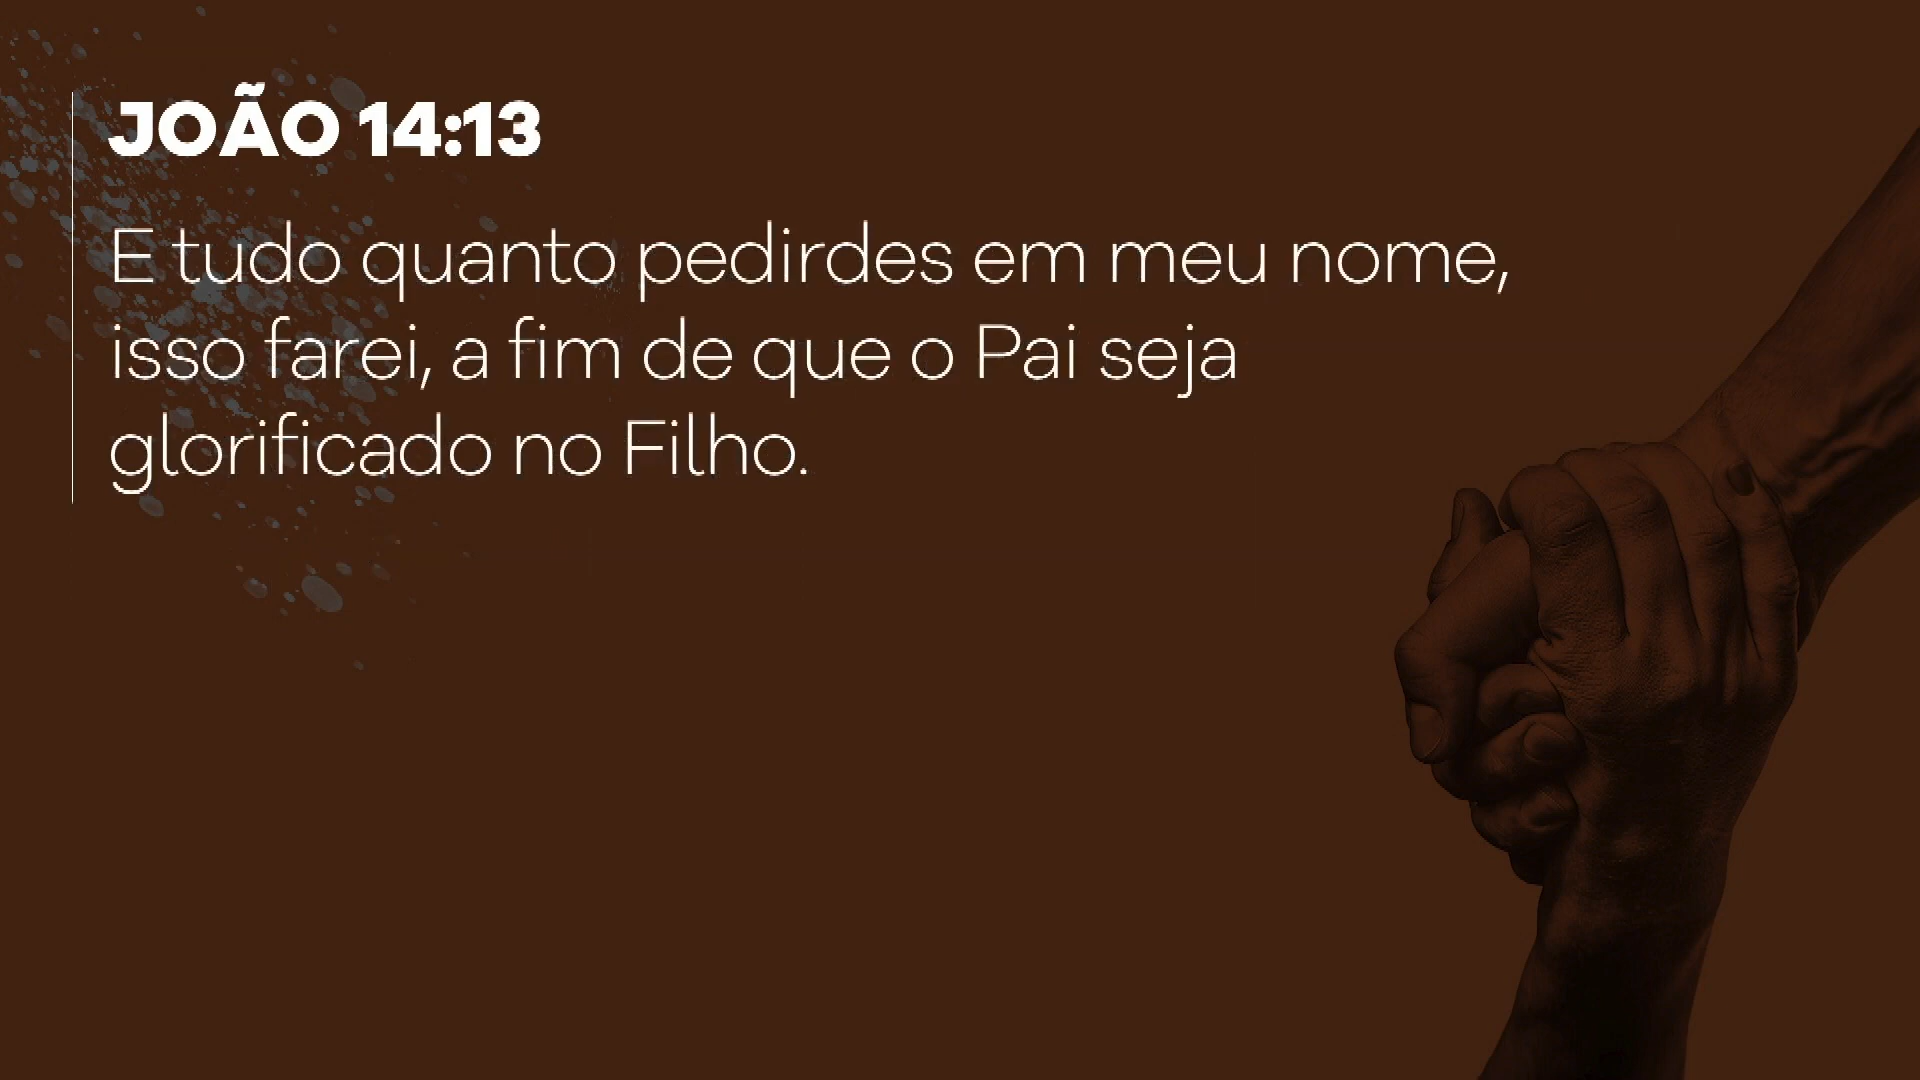 JOÃO 14:13
E tudo quanto pedirdes em meu nome,
isso farei, a fim de que o Pai seja
glorificado no Filho.